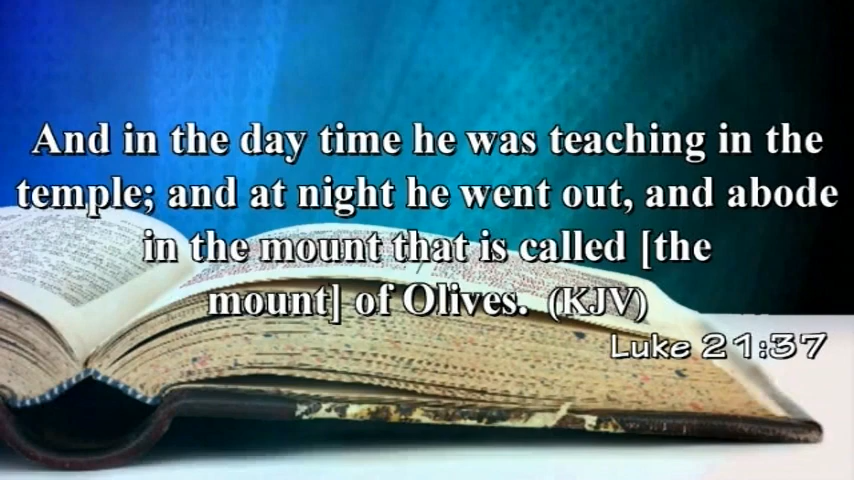 And in the day time he was teaching in the
temple; and at night he went out, and abode
in the mount that is called [the
mount] of Olives. (KJV)
Luke 21:37